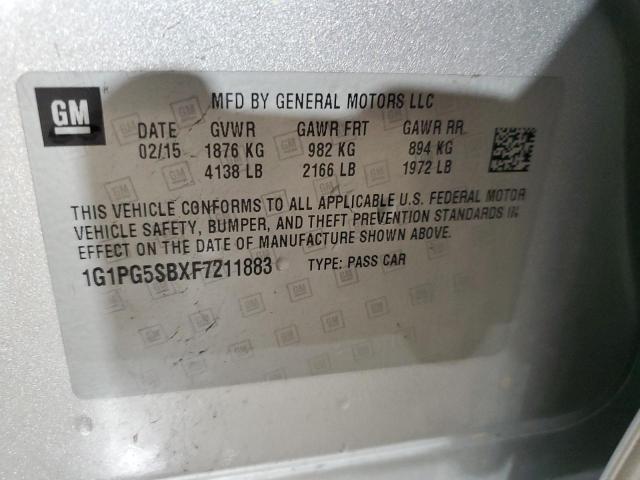 GM
MFD BY GENERAL MOTORS LLC
DATE GVWR GAWR FRT GAWR RR
02/15 1876 KG 982 KG 894 KG
4138 LB 2166 LB 1972 LB
THIS VEHICLE CONFORMS TO ALL APPLICABLE U.S. FEDERAL MOTOR
VEHICLE SAFETY, BUMPER, AND THEFT PREVENTION STANDARDS IN
EFFECT ON THE DATE OF MANUFACTURE SHOWN ABOVE.
1G1PG5SBXF7211883 TYPE: PASS CAR